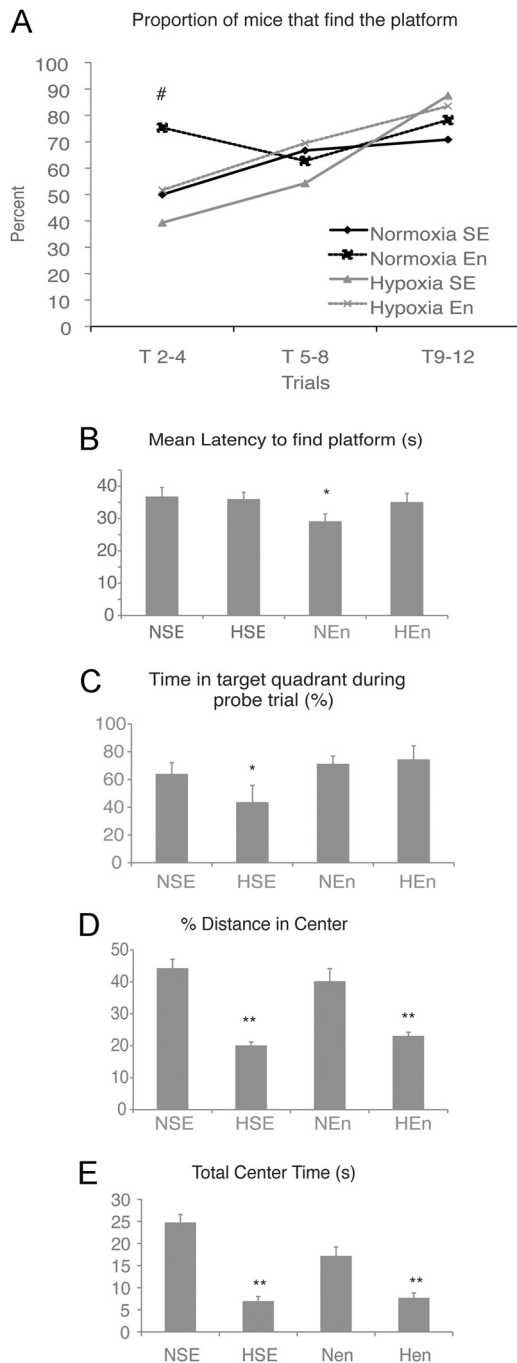 A
Proportion of mice that find the platform
100
90
80
70
60
50
40
30
20
10
0
Percent
#
Normoxia SE
Normoxia En
Hypoxia SE
Hypoxia En
T 2-4 T 5-8 T9-12
Trials
B
Mean Latency to find platform (s)
40
30
20
10
0
*
NSE HSE NEn HEn
C
Time in target quadrant during
probe trial (%)
100
80
60
40
20
0
*
NSE HSE NEn HEn
D
% Distance in Center
50
40
30
20
10
0
** **
NSE HSE NEn HEn
E
Total Center Time (s)
30
25
20
15
10
5
0
** **
NSE HSE Nen Hen